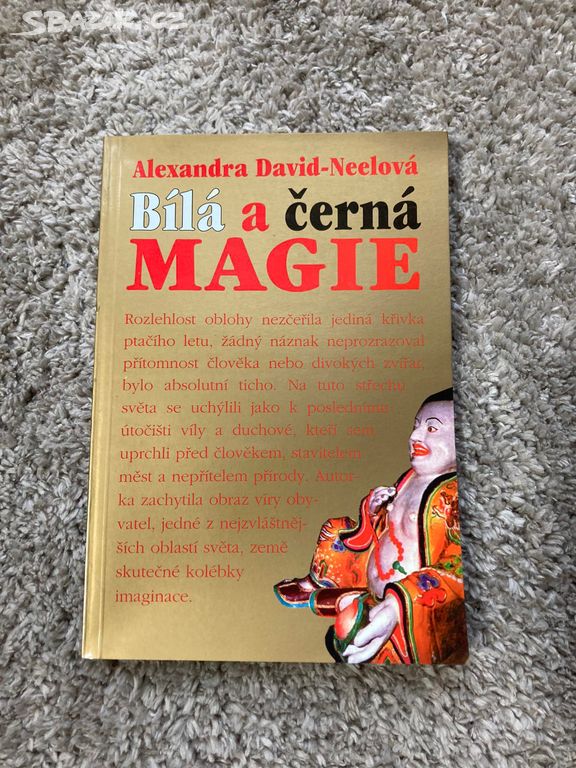 SBAZAR.CZ
Alexandra David-Neelová
Bílá a černá
MAGIE
Rozlehlost oblohy nezčeřila jediná křivka
ptačího letu, žádný náznak neprozrazoval
přítomnost člověka nebo divokých zvířat,
bylo absolutní ticho. Na tuto střechu
světa se uchýlili jako k poslednímu
útočišti víly a duchové, kteří sem
uprchli před člověkem, stavitelem
měst a nepřítelem přírody. Autor-
ka zachytila obraz víry oby-
vatel, jedné z nejzvláštněj-
ších oblastí světa, země
skutečné kolébky
imaginace.